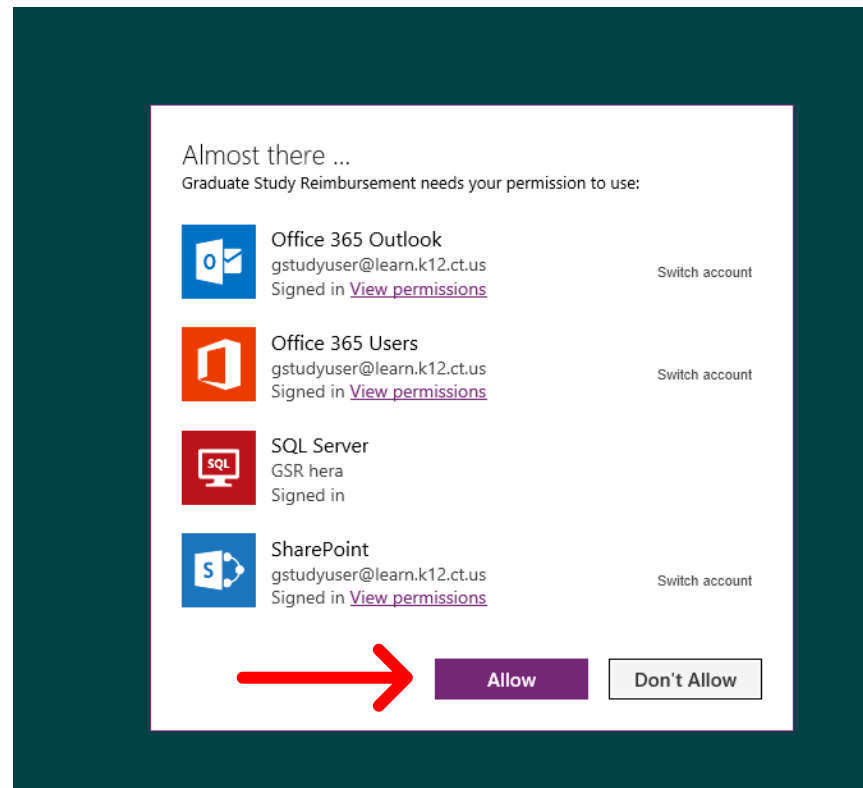 Almost there ...
Graduate Study Reimbursement needs your permission to use:
Office 365 Outlook
gstudyuser@learn.k12.ct.us
Signed in View permissions
Switch account
Office 365 Users
gstudyuser@learn.k12.ct.us
Signed in View permissions
Switch account
SQL
SQL Server
GSR hera
Signed in
SharePoint
gstudyuser@learn.k12.ct.us
Signed in View permissions
Switch account
Allow
Don't Allow